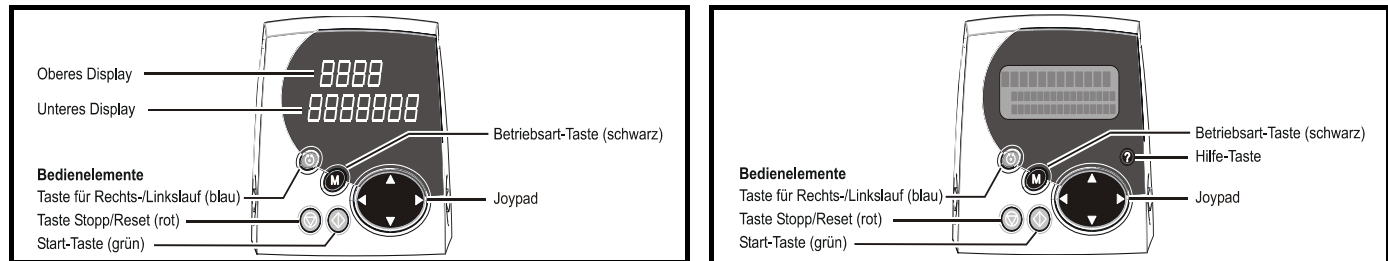 Oberes Display
8888
Unteres Display
8888888
Betriebsart-Taste (schwarz)
Bedienelemente
M
Taste für Rechts-/Linkslauf (blau)
Joypad
Taste Stopp/Reset (rot)
Start-Taste (grün)
Betriebsart-Taste (schwarz)
?
Hilfe-Taste
Bedienelemente
M
Taste für Rechts-/Linkslauf (blau)
Joypad
Taste Stopp/Reset (rot)
Start-Taste (grün)